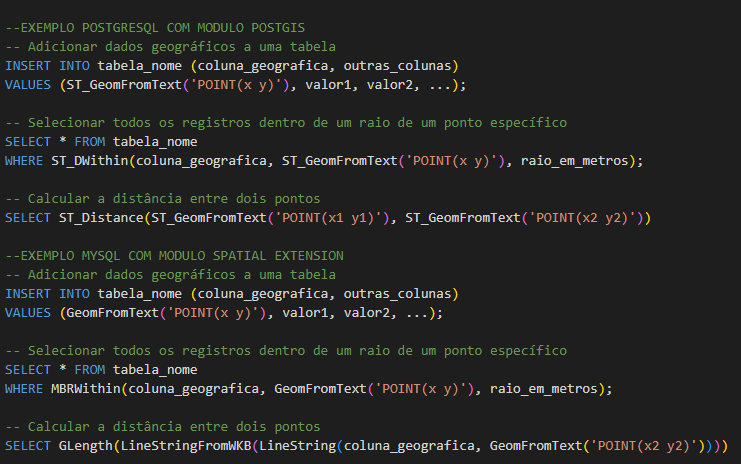 --EXEMPLO POSTGRESQL COM MODULO POSTGIS
-- Adicionar dados geográficos a uma tabela
INSERT INTO tabela_nome (coluna_geografica, outras_colunas)
VALUES (ST_GeomFromText('POINT(x y)'), valor1, valor2, ...);
-- Selecionar todos os registros dentro de um raio de um ponto específico
SELECT * FROM tabela_nome
WHERE ST_DWithin(coluna_geografica, ST_GeomFromText('POINT(x y)'), raio_em_metros);
-- Calcular a distância entre dois pontos
SELECT ST_Distance(ST_GeomFromText('POINT(x1 y1)'), ST_GeomFromText('POINT(x2 y2)'))
--EXEMPLO MYSQL COM MODULO SPATIAL EXTENSION
-- Adicionar dados geográficos a uma tabela
INSERT INTO tabela_nome (coluna_geografica, outras_colunas)
VALUES (GeomFromText('POINT(x y)'), valor1, valor2, ...);
-- Selecionar todos os registros dentro de um raio de um ponto específico
SELECT * FROM tabela_nome
WHERE MBRWithin(coluna_geografica, GeomFromText('POINT(x y)'), raio_em_metros);
-- Calcular a distância entre dois pontos
SELECT GLength(LineStringFromWKB(LineString(coluna_geografica, GeomFromText('POINT(x2 y2)'))))